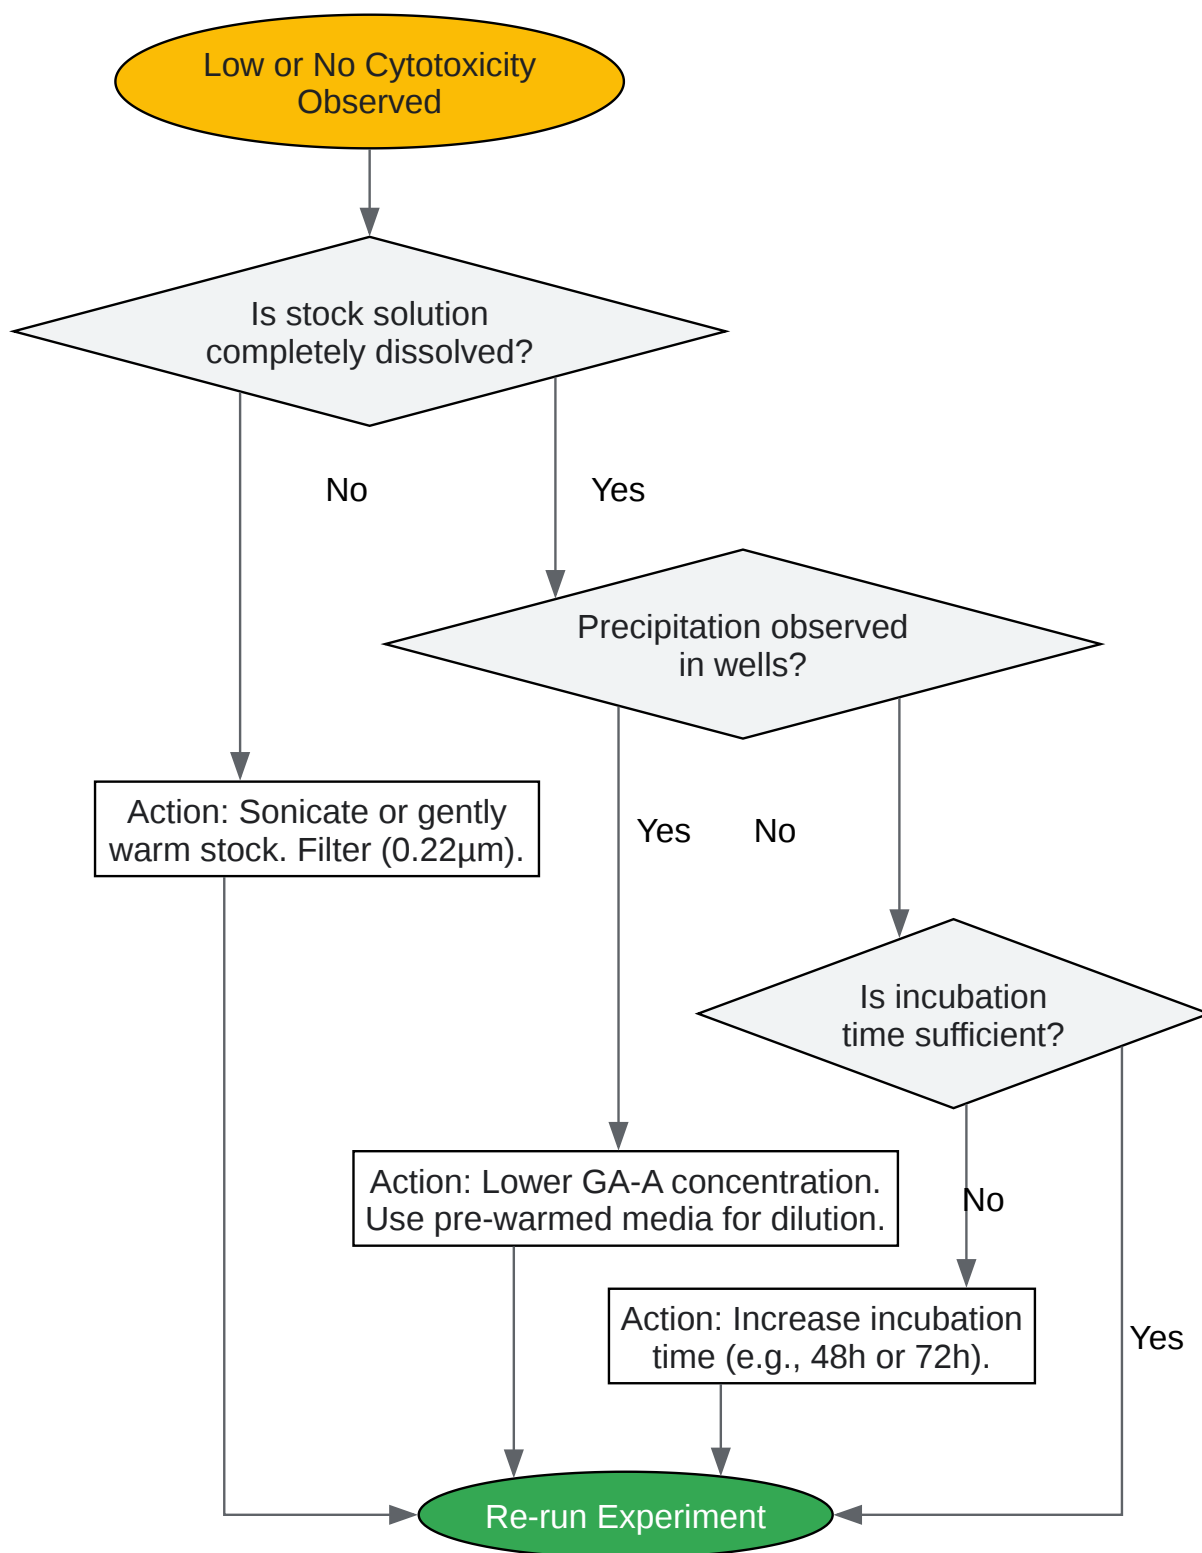 Low or No Cytotoxicity
Observed
Is stock solution
completely dissolved?
No
Yes
Precipitation observed
in wells?
Action: Sonicate or gently
warm stock. Filter (0.22µm).
Yes
No
Is incubation
time sufficient?
Action: Lower GA-A concentration.
Use pre-warmed media for dilution.
No
Action: Increase incubation
time (e.g., 48h or 72h).
Yes
Re-run Experiment